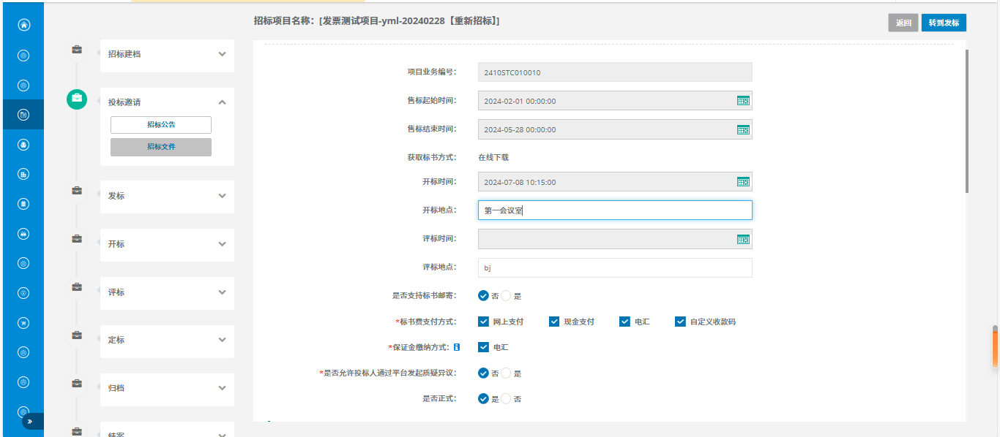 招标项目名称：[发票测试项目-yml-20240228【重新招标】]
返回
转到发标
招标建档
投标邀请
招标公告
招标文件
发标
开标
评标
定标
归档
结案
项目业务编号： 2410STC010010
售标起始时间： 2024-02-01 00:00:00
售标结束时间： 2024-05-28 00:00:00
获取标书方式： 在线下载
开标时间： 2024-07-08 10:15:00
开标地点： 第一会议室
评标时间：
评标地点： bj
是否支持标书邮寄： 否 是
*标书费支付方式： 网上支付 现金支付 电汇 自定义收款码
*保证金缴纳方式： 电汇
*是否允许投标人通过平台发起质疑异议： 否 是
是否正式： 是 否